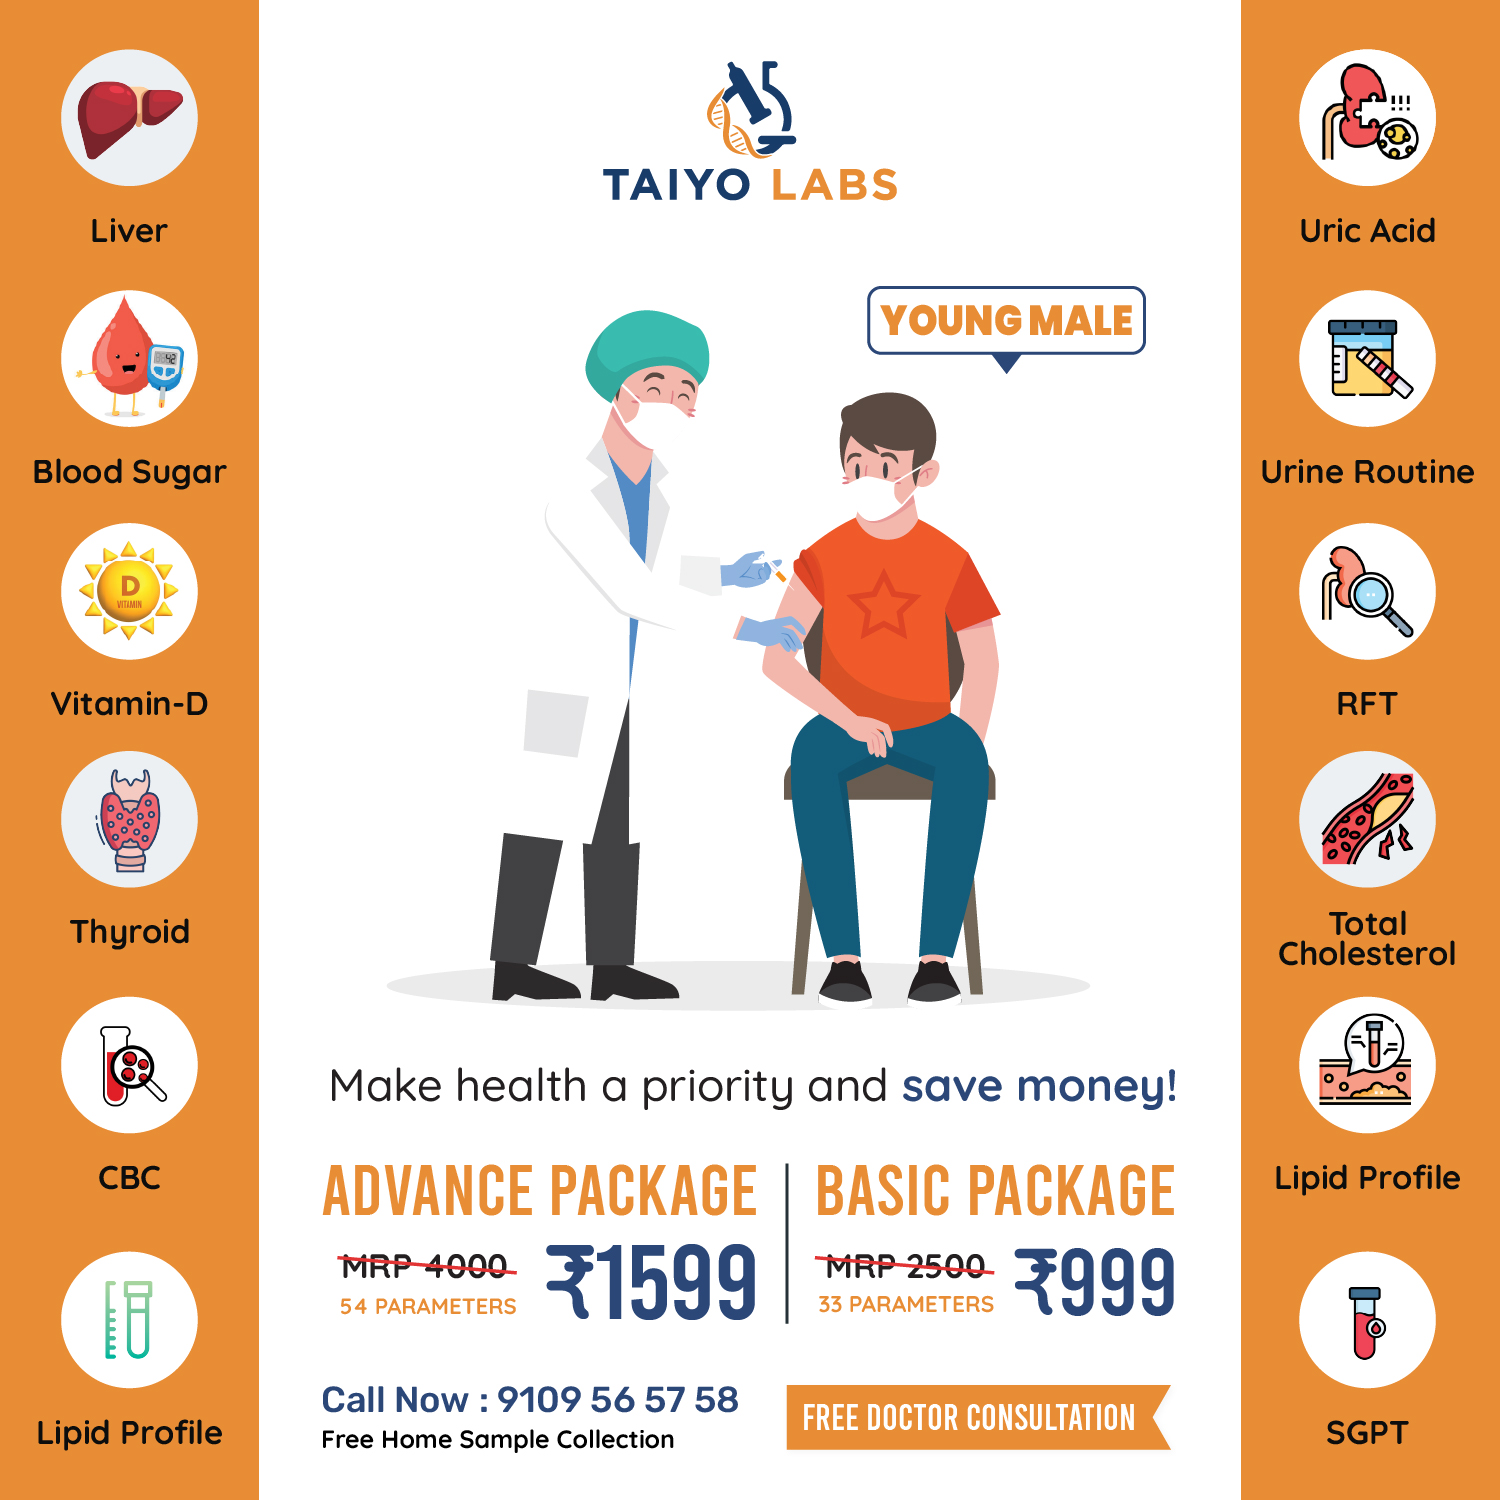 TAIYO LABS
Liver
Blood Sugar
D
VITAMIN
Vitamin-D
Thyroid
CBC
Lipid Profile
YOUNG MALE
Make health a priority and save money!
ADVANCE PACKAGE
MRP 4000
54 PARAMETERS
₹1599
BASIC PACKAGE
MRP 2500
33 PARAMETERS
₹999
Call Now : 9109 56 57 58
Free Home Sample Collection
FREE DOCTOR CONSULTATION
!!!
Uric Acid
Urine Routine
RFT
Total
Cholesterol
Lipid Profile
SGPT